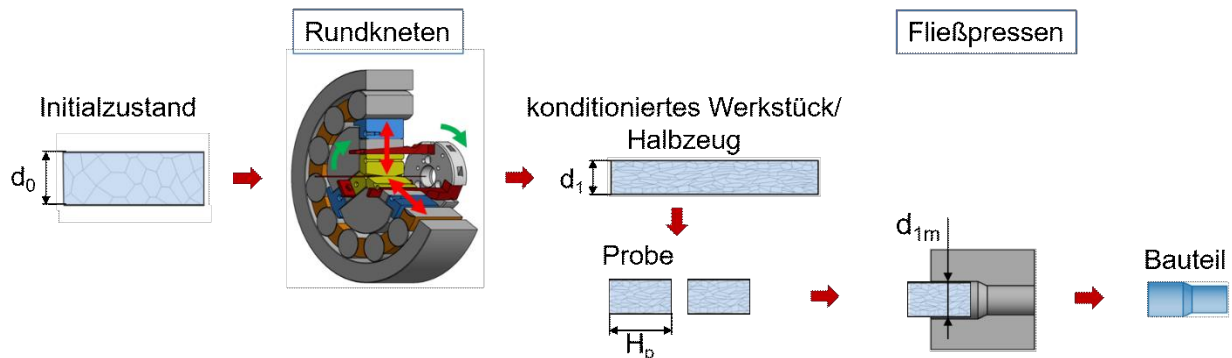 Rundkneten
Fließpressen
Initialzustand
konditioniertes Werkstück/
Halbzeug
d0
d1
d1m
Probe
Bauteil
Hp